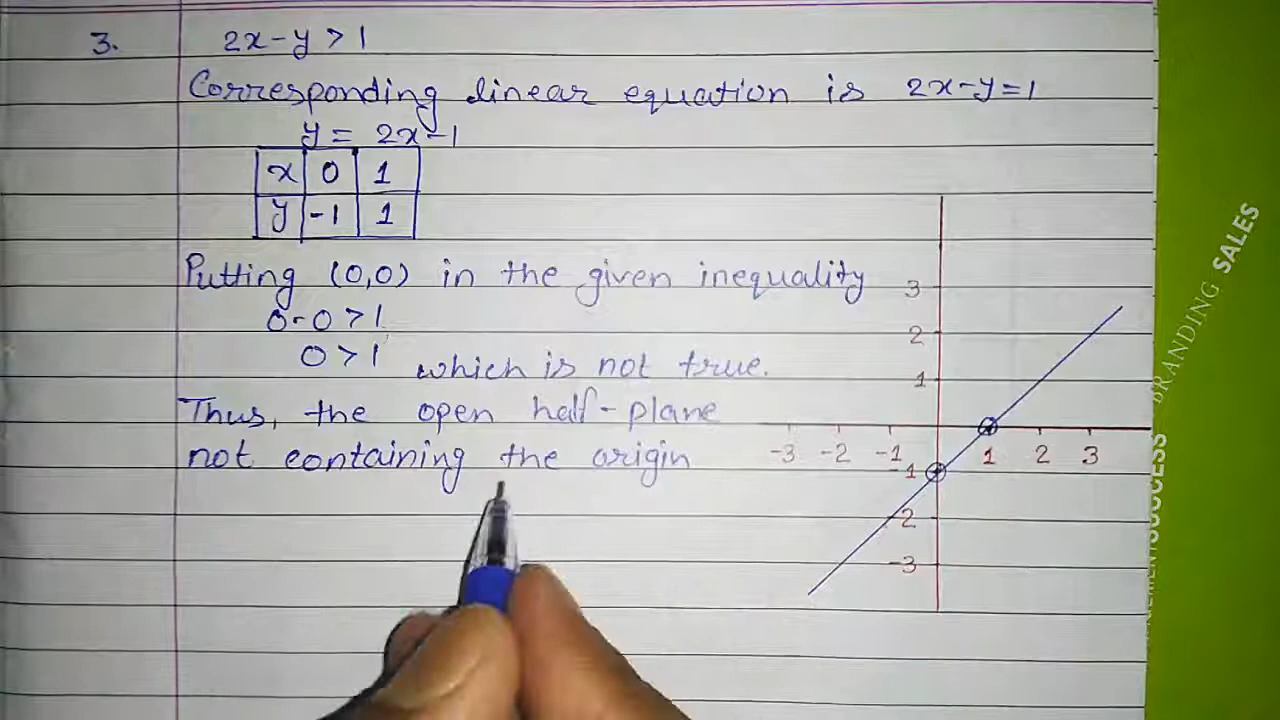 3. 2x-y > 1
Corresponding linear equation is 2x-y=1
y = 2x-1
x 0 1
y -1 1
Putting (0,0) in the given inequality
0-0 > 1
0 > 1 which is not true.
Thus, the open half-plane
not containing the origin
3
2
1
-3 -2 -1 1 2 3
-1
-2
-3
BRANDING SALES
SUCCESS